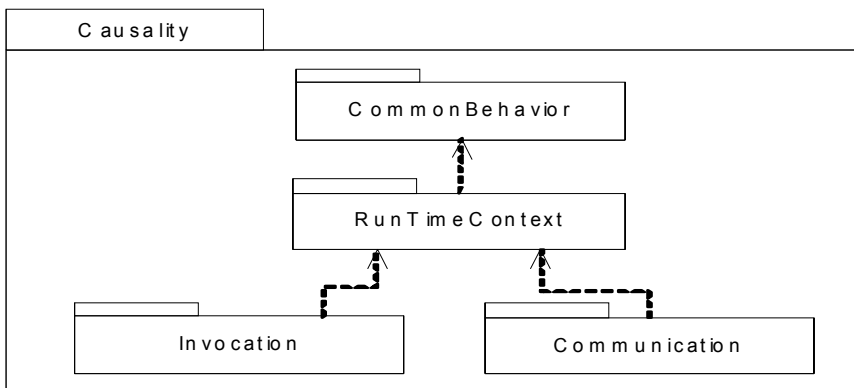 Causality
CommonBehavior
RunTimeContext
Invocation
Communication